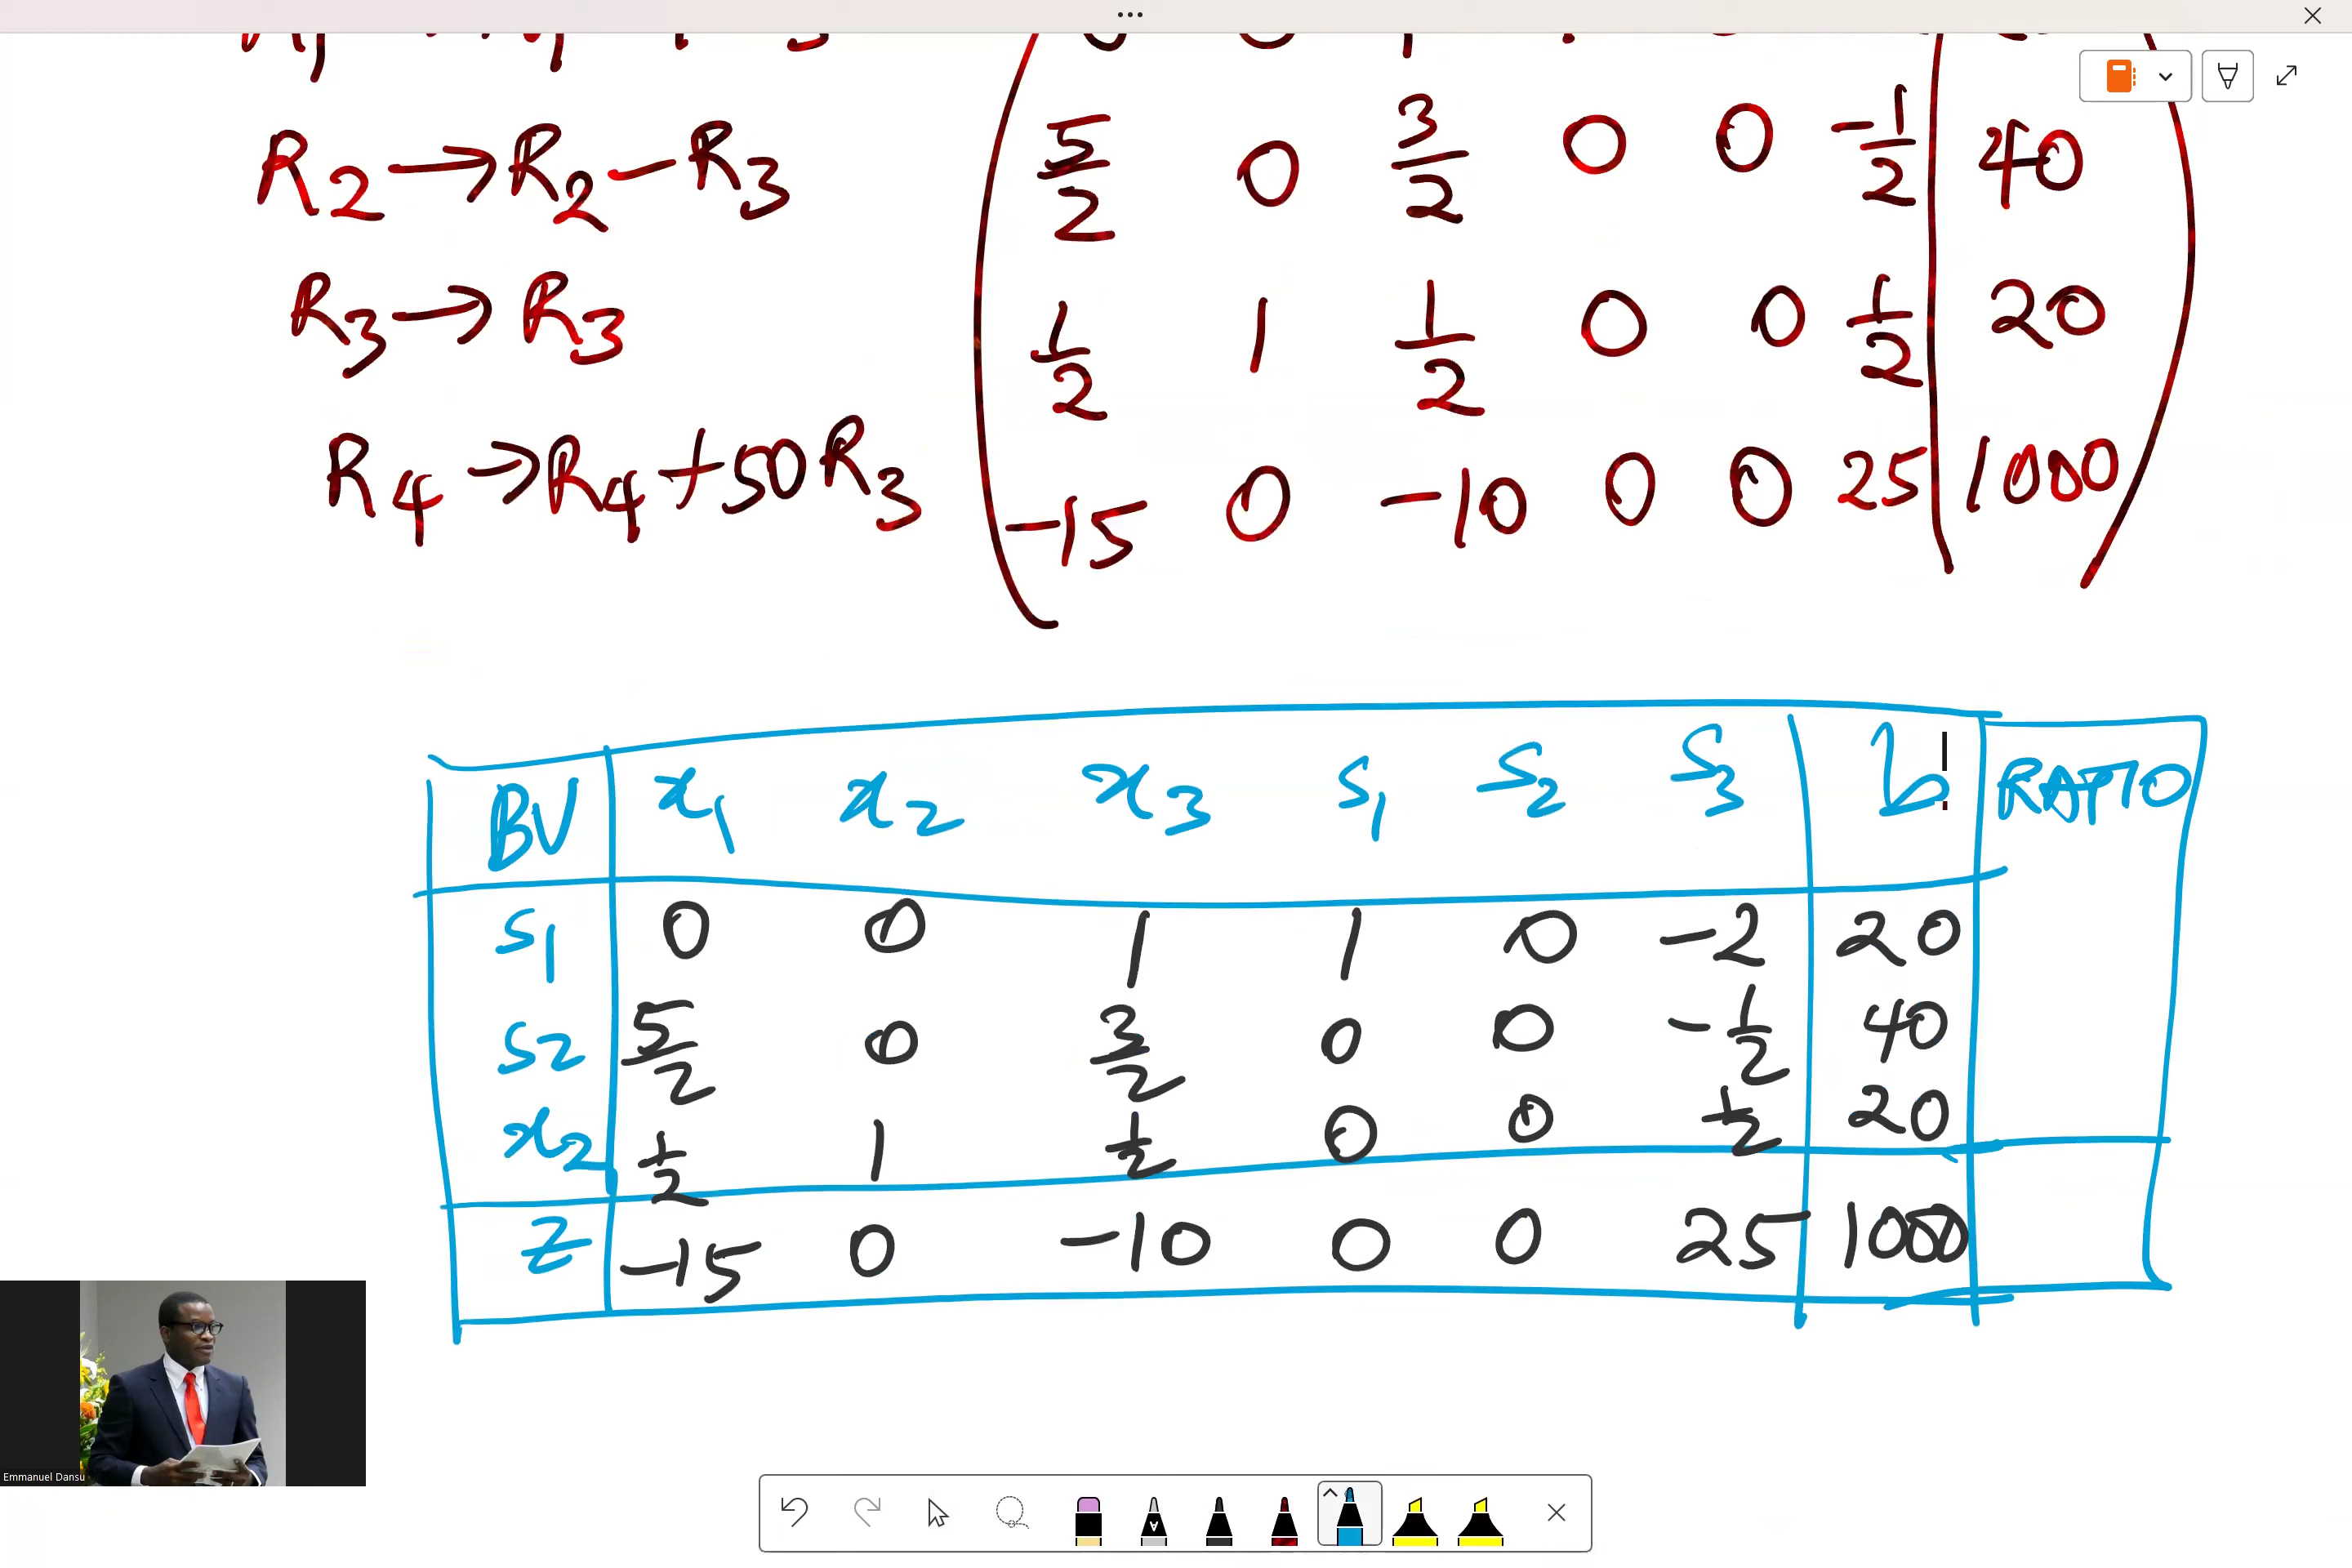 R2 → R2 − R3 5/2 0 3/2 0 0 −1/2 40
R3 → R3 1/2 1 1/2 0 0 1/2 20
R4 → R4 + 50R3 −15 0 −10 0 0 25 1000
BV x1 x2 x3 s1 s2 s3 b RATIO
s1 0 0 1 1 0 −2 20
s2 5/2 0 3/2 0 0 −1/2 40
x2 1/2 1 1/2 0 0 1/2 20
z −15 0 −10 0 0 25 1000
Emmanuel Dansu